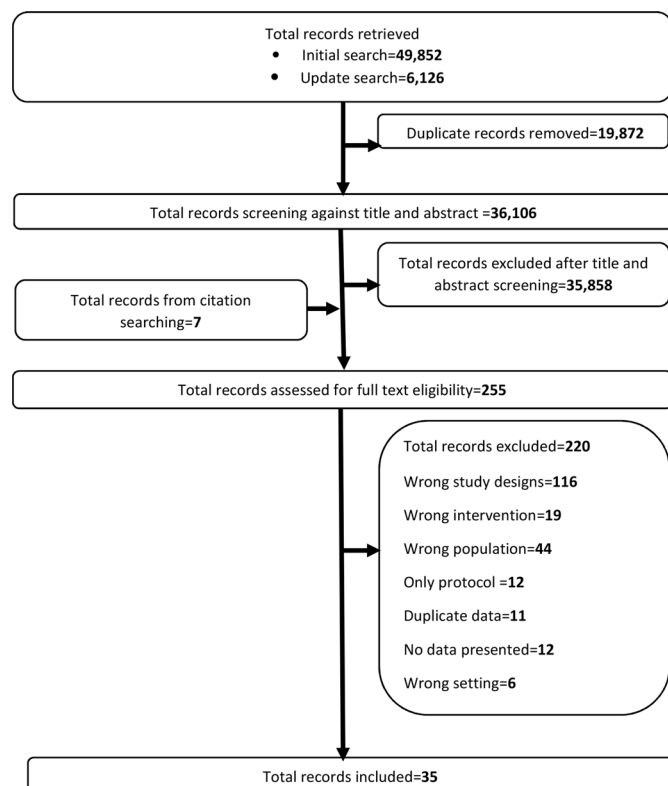 Total records retrieved
• Initial search=49,852
• Update search=6,126
Duplicate records removed=19,872
Total records screening against title and abstract =36,106
Total records excluded after title and
abstract screening=35,858
Total records from citation
searching=7
Total records assessed for full text eligibility=255
Total records excluded=220
Wrong study designs=116
Wrong intervention=19
Wrong population=44
Only protocol =12
Duplicate data=11
No data presented=12
Wrong setting=6
Total records included=35